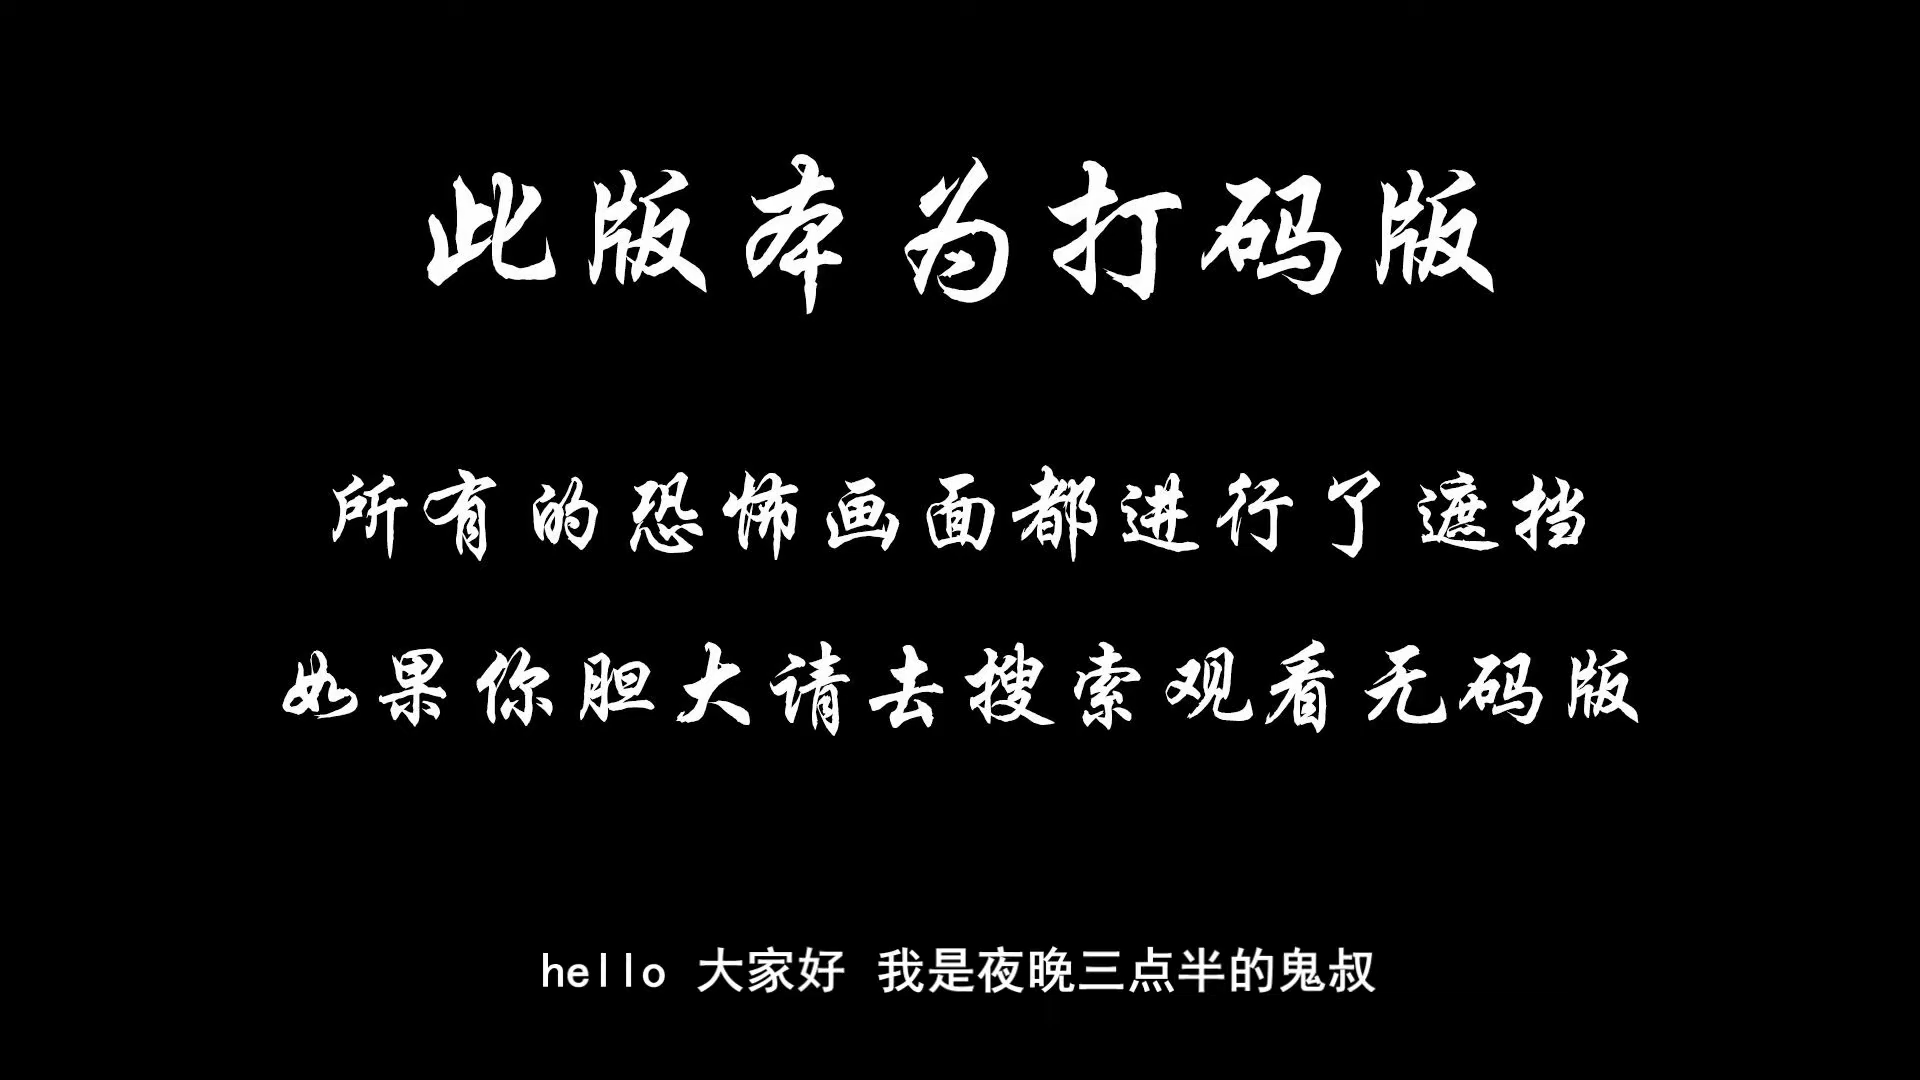 此版本为打码版
所有的恐怖画面都进行了遮挡
如果你胆大请去搜索观看无码版
hello 大家好 我是夜晚三点半的鬼叔